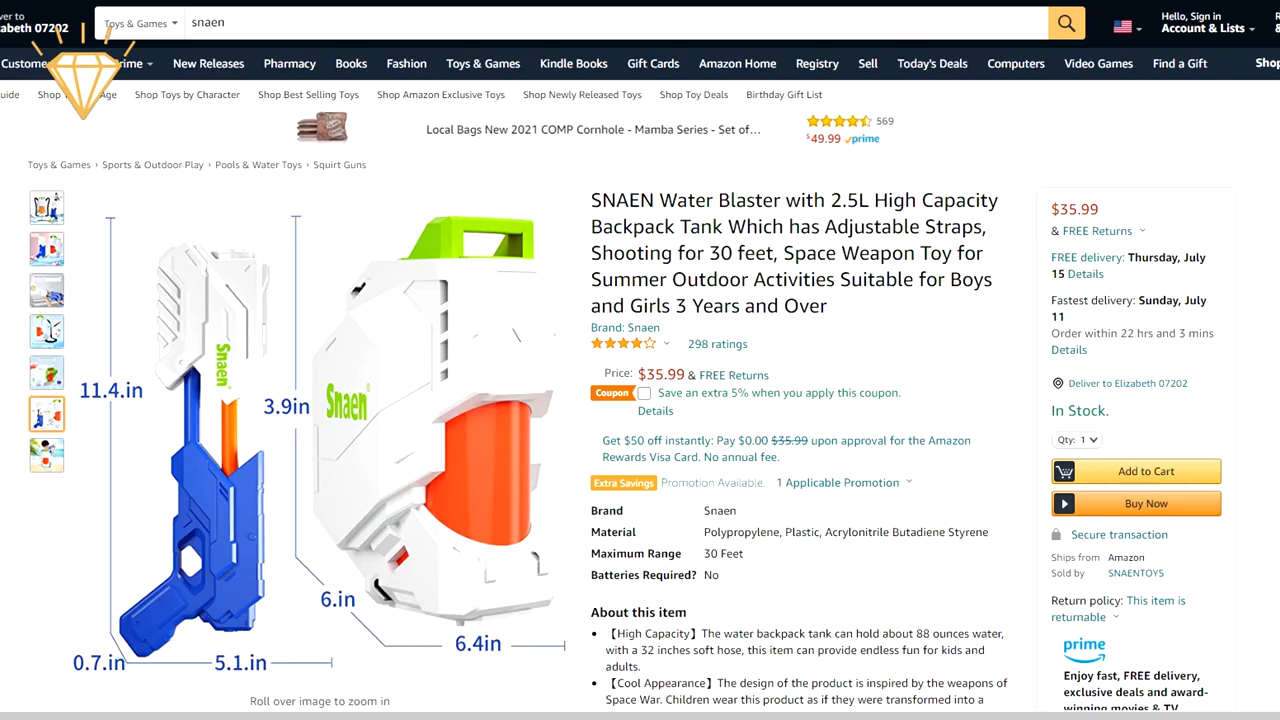 ver to
zabeth 07202
Toys & Games
snaen
Hello, Sign in
Account & Lists
R
&
Custome
rime
New Releases
Pharmacy
Books
Fashion
Toys & Games
Kindle Books
Gift Cards
Amazon Home
Registry
Sell
Today's Deals
Computers
Video Games
Find a Gift
Shop
uide
Shop T
Age
Shop Toys by Character
Shop Best Selling Toys
Shop Amazon Exclusive Toys
Shop Newly Released Toys
Shop Toy Deals
Birthday Gift List
Local Bags New 2021 COMP Cornhole - Mamba Series - Set of...
569
$49.99 prime
Toys & Games › Sports & Outdoor Play › Pools & Water Toys › Squirt Guns
11.4.in
3.9in
Snaen
Snaen®
6.in
0.7.in
5.1.in
6.4in
Roll over image to zoom in
SNAEN Water Blaster with 2.5L High Capacity
Backpack Tank Which has Adjustable Straps,
Shooting for 30 feet, Space Weapon Toy for
Summer Outdoor Activities Suitable for Boys
and Girls 3 Years and Over
Brand: Snaen
298 ratings
Price: $35.99 & FREE Returns
Coupon Save an extra 5% when you apply this coupon.
Details
Get $50 off instantly: Pay $0.00 $35.99 upon approval for the Amazon
Rewards Visa Card. No annual fee.
Extra Savings Promotion Available. 1 Applicable Promotion
Brand Snaen
Material Polypropylene, Plastic, Acrylonitrile Butadiene Styrene
Maximum Range 30 Feet
Batteries Required? No
About this item
• 【High Capacity】The water backpack tank can hold about 88 ounces water,
with a 32 inches soft hose, this item can provide endless fun for kids and
adults.
• 【Cool Appearance】The design of the product is inspired by the weapons of
Space War. Children wear this product as if they were transformed into a
$35.99
& FREE Returns
FREE delivery: Thursday, July
15 Details
Fastest delivery: Sunday, July
11
Order within 22 hrs and 3 mins
Details
Deliver to Elizabeth 07202
In Stock.
Qty: 1
Add to Cart
Buy Now
Secure transaction
Ships from Amazon
Sold by SNAENTOYS
Return policy: This item is
returnable
prime
Enjoy fast, FREE delivery,
exclusive deals and award-
winning movies & TV